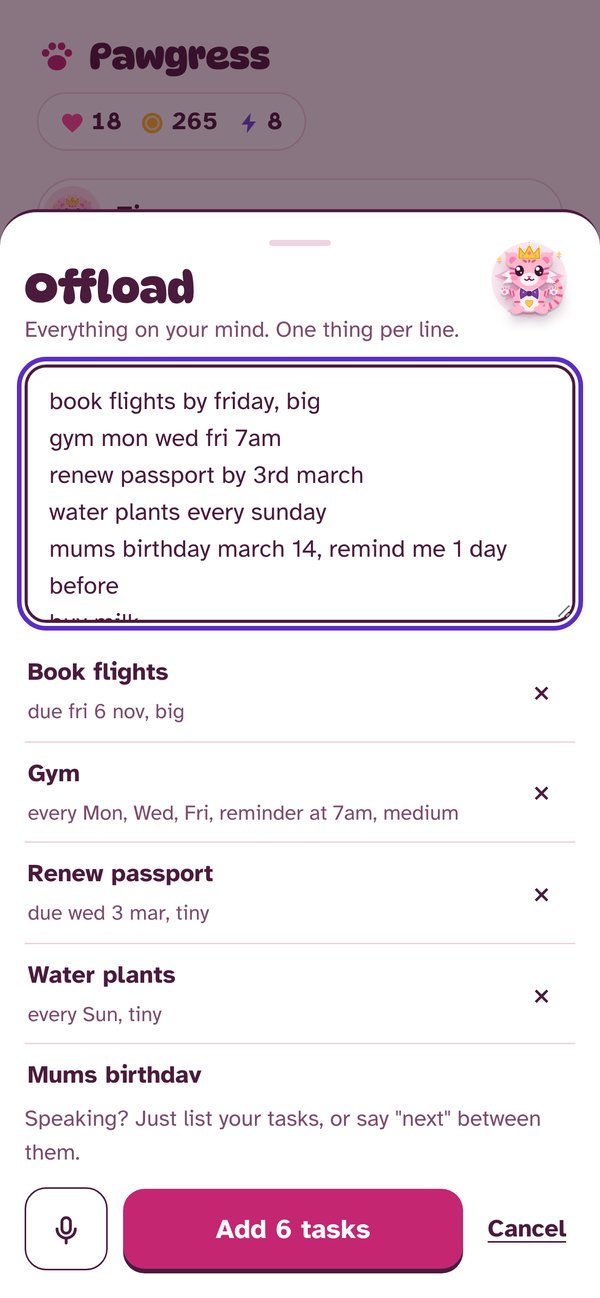 Pawgress
18 265 8
Offload
Everything on your mind. One thing per line.
book flights by friday, big
gym mon wed fri 7am
renew passport by 3rd march
water plants every sunday
mums birthday march 14, remind me 1 day
before
buy milk
Book flights
due fri 6 nov, big
Gym
every Mon, Wed, Fri, reminder at 7am, medium
Renew passport
due wed 3 mar, tiny
Water plants
every Sun, tiny
Mums birthday
Speaking? Just list your tasks, or say "next" between
them.
Add 6 tasks
Cancel